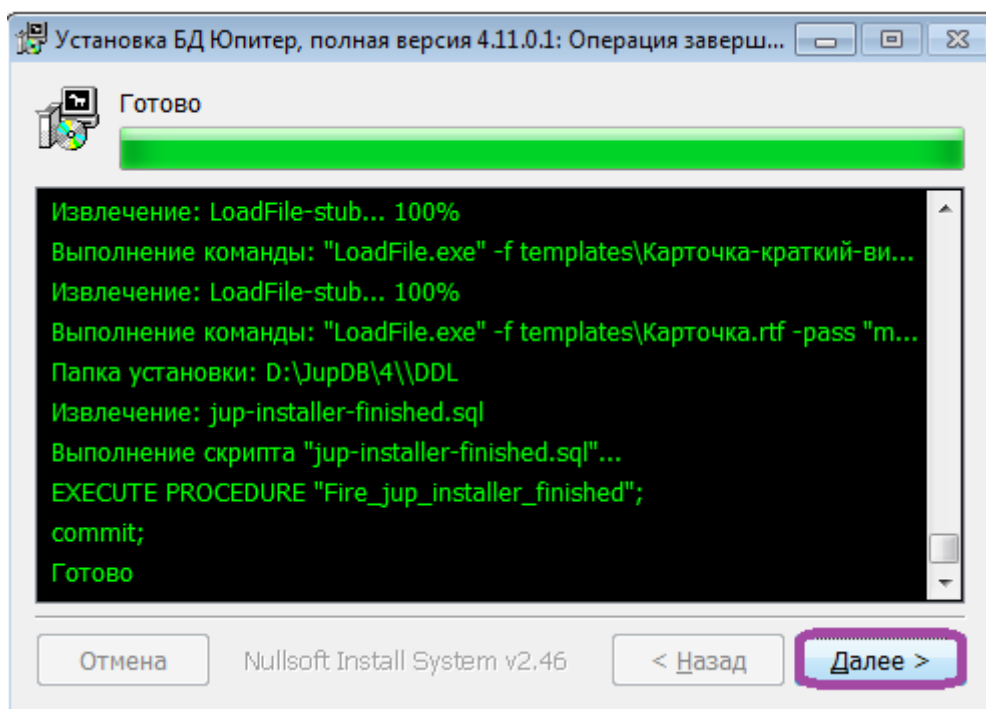 Установка БД Юпитер, полная версия 4.11.0.1: Операция заверш...
Готово
Извлечение: LoadFile-stub... 100%
Выполнение команды: "LoadFile.exe" -f templates\Карточка-краткий-ви...
Извлечение: LoadFile-stub... 100%
Выполнение команды: "LoadFile.exe" -f templates\Карточка.rtf -pass "m...
Папка установки: D:\JupDB\4\\DDL
Извлечение: jup-installer-finished.sql
Выполнение скрипта "jup-installer-finished.sql"...
EXECUTE PROCEDURE "Fire_jup_installer_finished";
commit;
Готово
Отмена
Nullsoft Install System v2.46
< Назад
Далее >